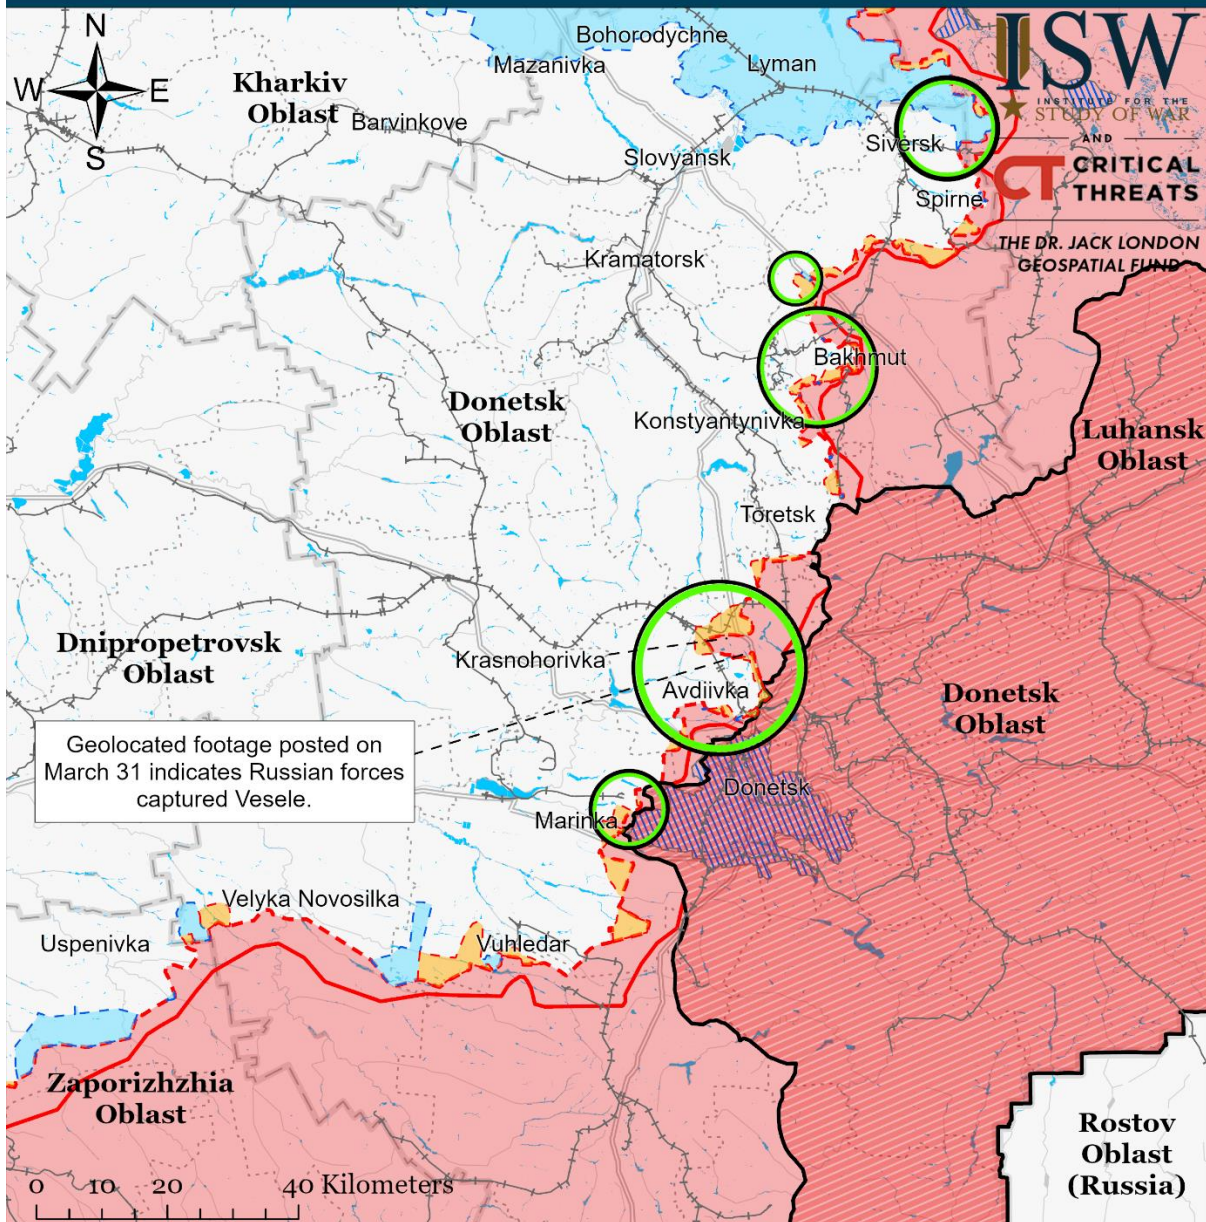 N
W
E
S
Kharkiv
Oblast
Bohorodychne
Mazanivka
Lyman
Barvinkove
Slovyansk
Siversk
Spirne
ISW
INSTITUTE FOR THE
STUDY OF WAR
AND
CT CRITICAL
THREATS
THE DR. JACK LONDON
GEOSPATIAL FUND
Kramatorsk
Bakhmut
Donetsk
Oblast
Konstyantynivka
Luhansk
Oblast
Toretsk
Dnipropetrovsk
Oblast
Krasnohorivka
Avdiivka
Donetsk
Oblast
Geolocated footage posted on
March 31 indicates Russian forces
captured Vesele.
Donetsk
Marinka
Velyka Novosilka
Uspenivka
Vuhledar
Zaporizhzhia
Oblast
Rostov
Oblast
(Russia)
0 10 20 40 Kilometers